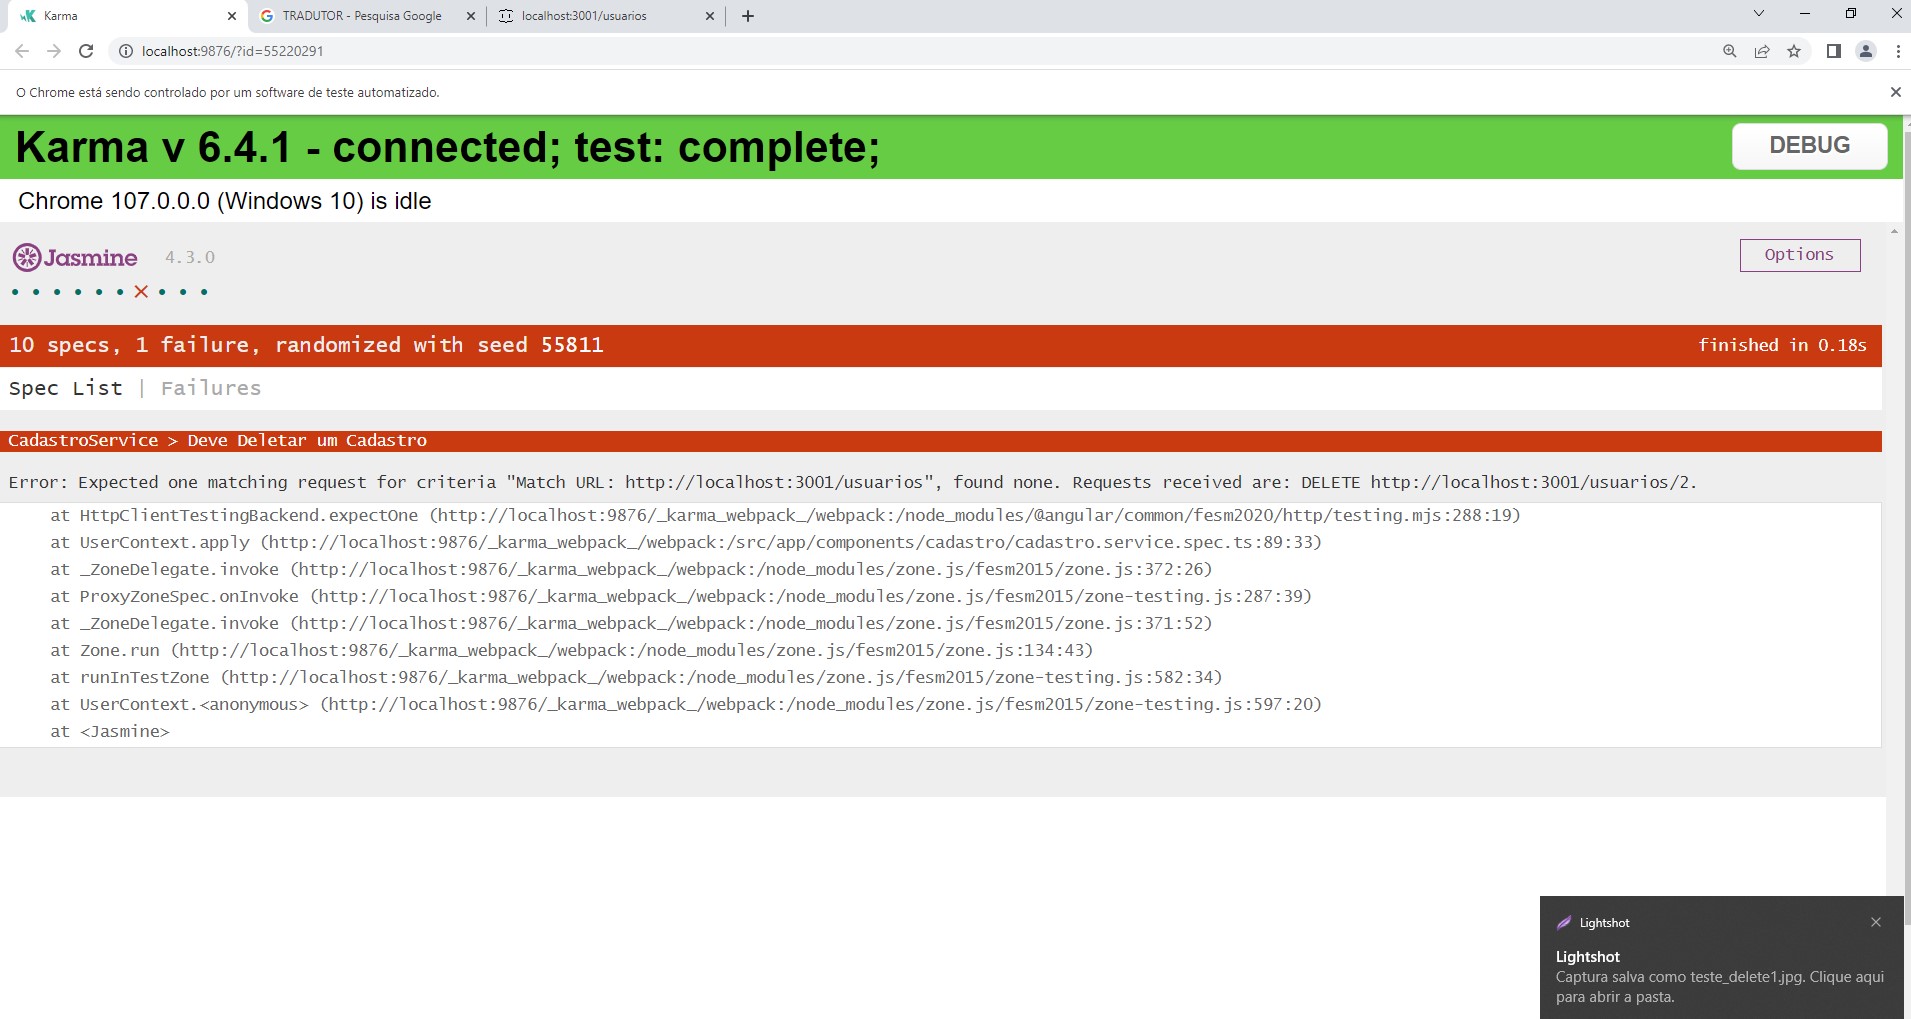 Karma
TRADUTOR - Pesquisa Google
localhost:3001/usuarios
localhost:9876/?id=55220291
O Chrome está sendo controlado por um software de teste automatizado.
Karma v 6.4.1 - connected; test: complete;
DEBUG
Chrome 107.0.0.0 (Windows 10) is idle
Jasmine 4.3.0
Options
10 specs, 1 failure, randomized with seed 55811
finished in 0.18s
Spec List | Failures
CadastroService > Deve Deletar um Cadastro
Error: Expected one matching request for criteria "Match URL: http://localhost:3001/usuarios", found none. Requests received are: DELETE http://localhost:3001/usuarios/2.
at HttpClientTestingBackend.expectOne (http://localhost:9876/_karma_webpack_/webpack:/node_modules/@angular/common/fesm2020/http/testing.mjs:288:19)
at UserContext.apply (http://localhost:9876/_karma_webpack_/webpack:/src/app/components/cadastro/cadastro.service.spec.ts:89:33)
at _ZoneDelegate.invoke (http://localhost:9876/_karma_webpack_/webpack:/node_modules/zone.js/fesm2015/zone.js:372:26)
at ProxyZoneSpec.onInvoke (http://localhost:9876/_karma_webpack_/webpack:/node_modules/zone.js/fesm2015/zone-testing.js:287:39)
at _ZoneDelegate.invoke (http://localhost:9876/_karma_webpack_/webpack:/node_modules/zone.js/fesm2015/zone.js:371:52)
at Zone.run (http://localhost:9876/_karma_webpack_/webpack:/node_modules/zone.js/fesm2015/zone.js:134:43)
at runInTestZone (http://localhost:9876/_karma_webpack_/webpack:/node_modules/zone.js/fesm2015/zone-testing.js:582:34)
at UserContext.<anonymous> (http://localhost:9876/_karma_webpack_/webpack:/node_modules/zone.js/fesm2015/zone-testing.js:597:20)
at <Jasmine>
Lightshot
Lightshot
Captura salva como teste_delete1.jpg. Clique aqui
para abrir a pasta.